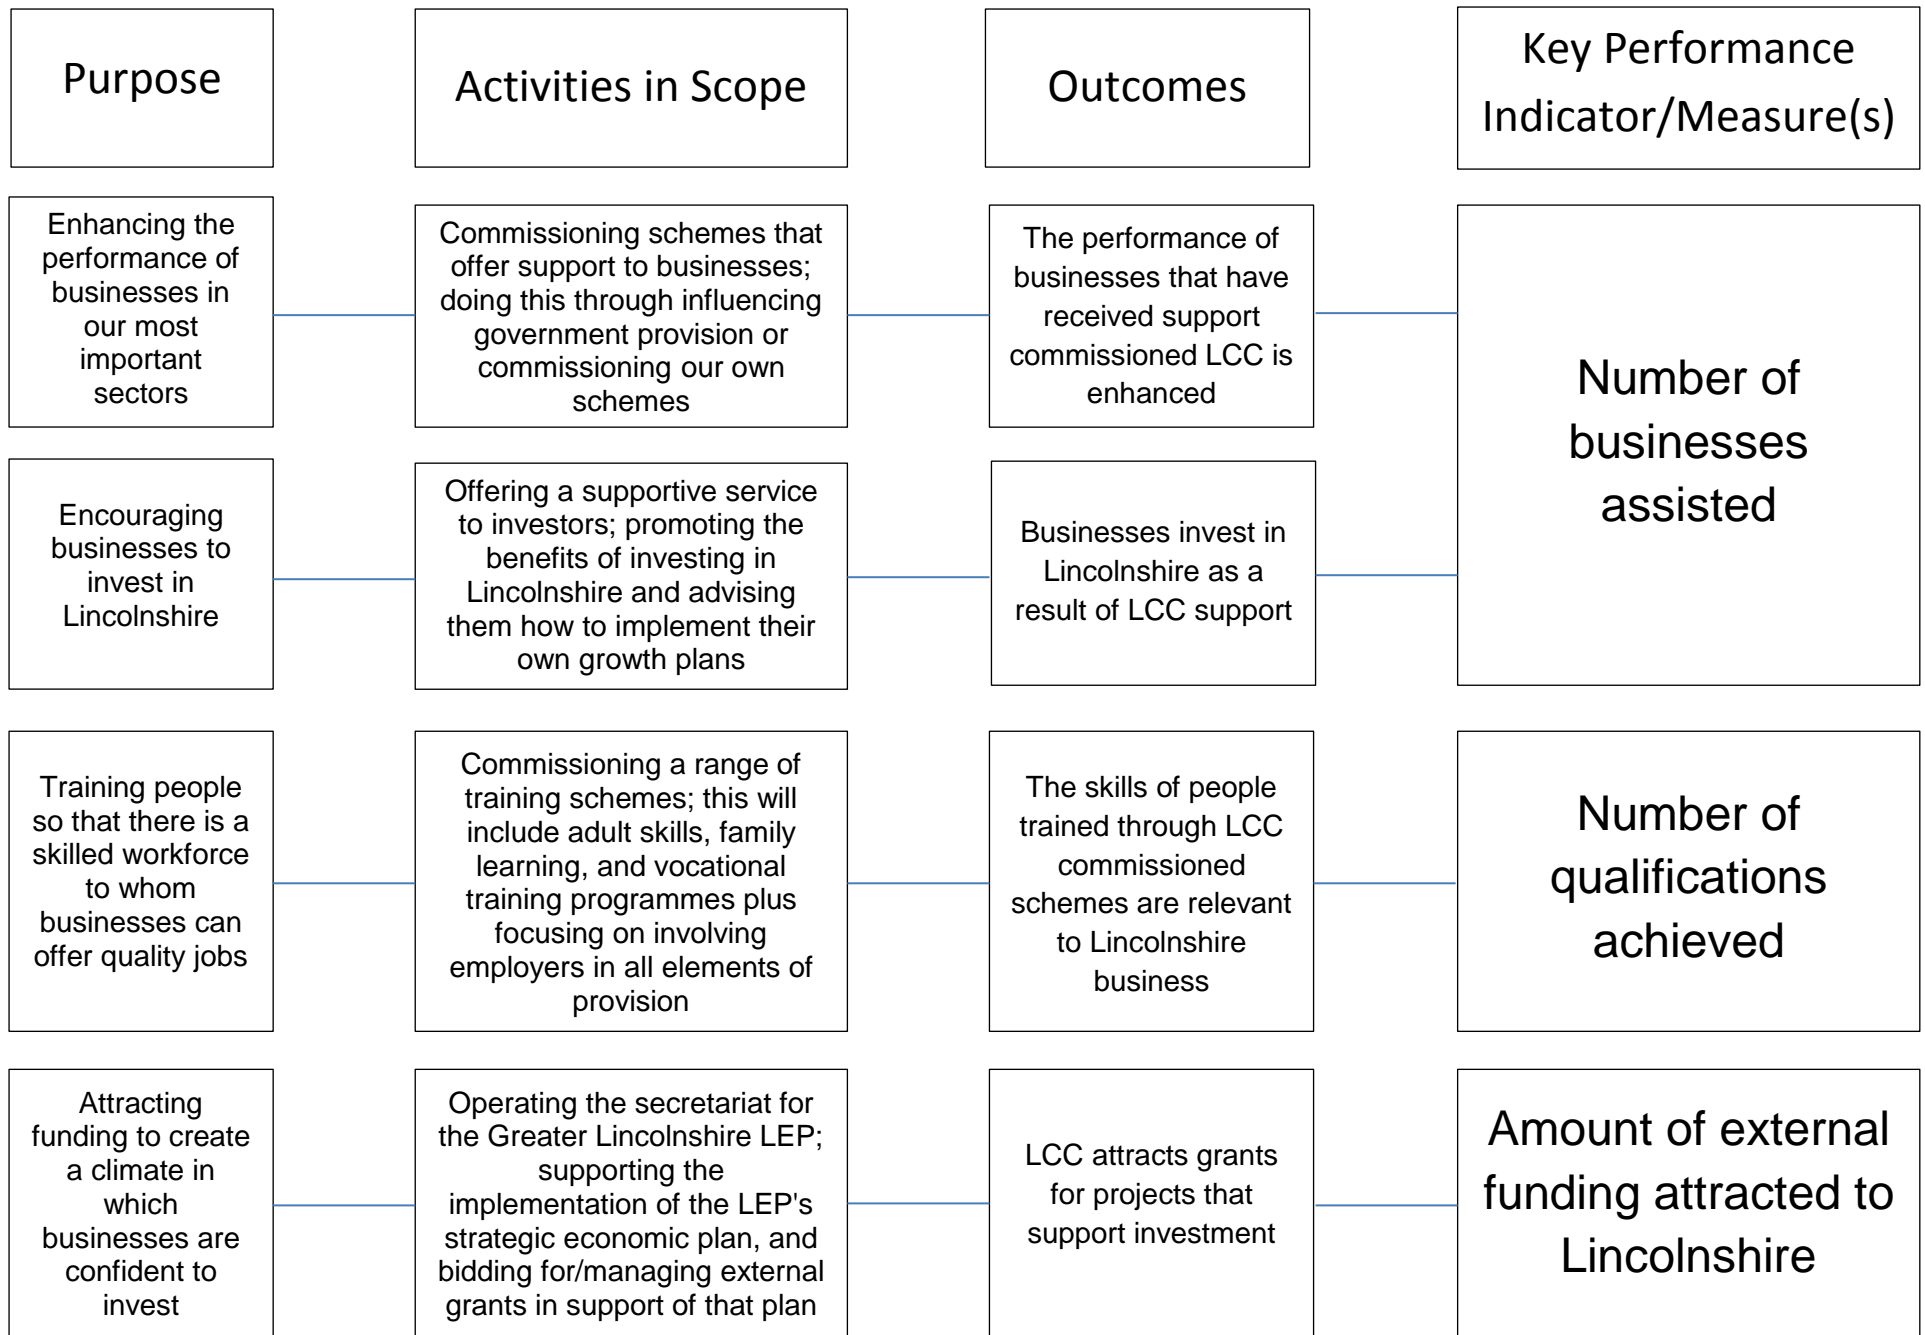 Purpose
Activities in Scope
Outcomes
Key Performance
Indicator/Measure(s)
Enhancing the
performance of
businesses in
our most
important
sectors
Commissioning schemes that
offer support to businesses;
doing this through influencing
government provision or
commissioning our own
schemes
The performance of
businesses that have
received support
commissioned LCC is
enhanced
Number of
businesses
assisted
Encouraging
businesses to
invest in
Lincolnshire
Offering a supportive service
to investors; promoting the
benefits of investing in
Lincolnshire and advising
them how to implement their
own growth plans
Businesses invest in
Lincolnshire as a
result of LCC support
Training people
so that there is a
skilled workforce
to whom
businesses can
offer quality jobs
Commissioning a range of
training schemes; this will
include adult skills, family
learning, and vocational
training programmes plus
focusing on involving
employers in all elements of
provision
The skills of people
trained through LCC
commissioned
schemes are relevant
to Lincolnshire
business
Number of
qualifications
achieved
Attracting
funding to create
a climate in
which
businesses are
confident to
invest
Operating the secretariat for
the Greater Lincolnshire LEP;
supporting the
implementation of the LEP's
strategic economic plan, and
bidding for/managing external
grants in support of that plan
LCC attracts grants
for projects that
support investment
Amount of external
funding attracted to
Lincolnshire